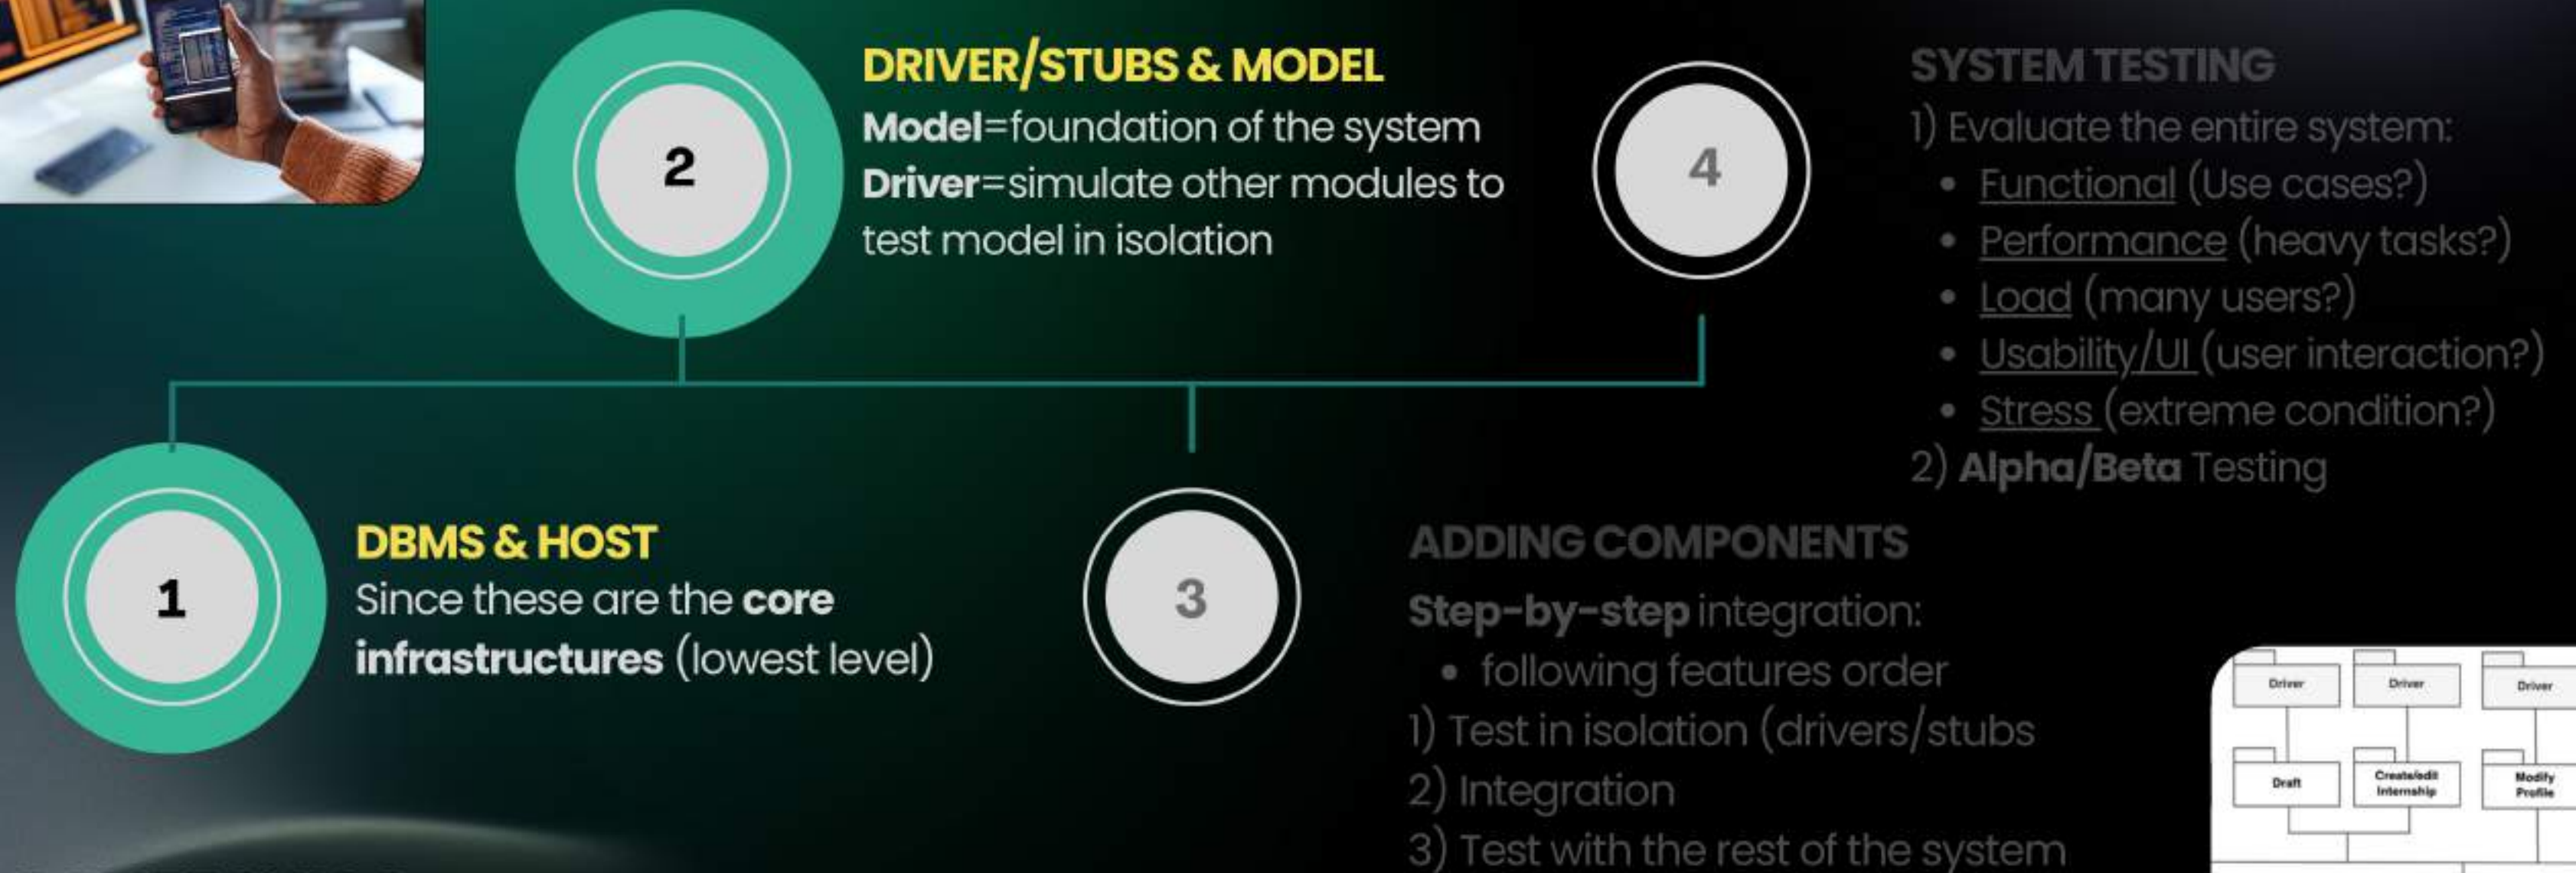 2
DRIVER/STUBS & MODEL
Model=foundation of the system
Driver=simulate other modules to
test model in isolation
4
SYSTEM TESTING
1) Evaluate the entire system:
• Functional (Use cases?)
• Performance (heavy tasks?)
• Load (many users?)
• Usability/UI (user interaction?)
• Stress (extreme condition?)
2) Alpha/Beta Testing
1
DBMS & HOST
Since these are the core
infrastructures (lowest level)
3
ADDING COMPONENTS
Step-by-step integration:
• following features order
1) Test in isolation (drivers/stubs
2) Integration
3) Test with the rest of the system
Driver
Driver
Driver
Draft
Create/edit
Internship
Modify
Profile